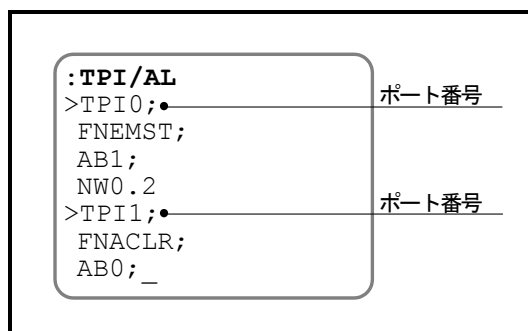 :TPI/AL
>TPI0; ポート番号
FNEMST;
AB1;
NW0.2
>TPI1; ポート番号
FNACLR;
AB0;_